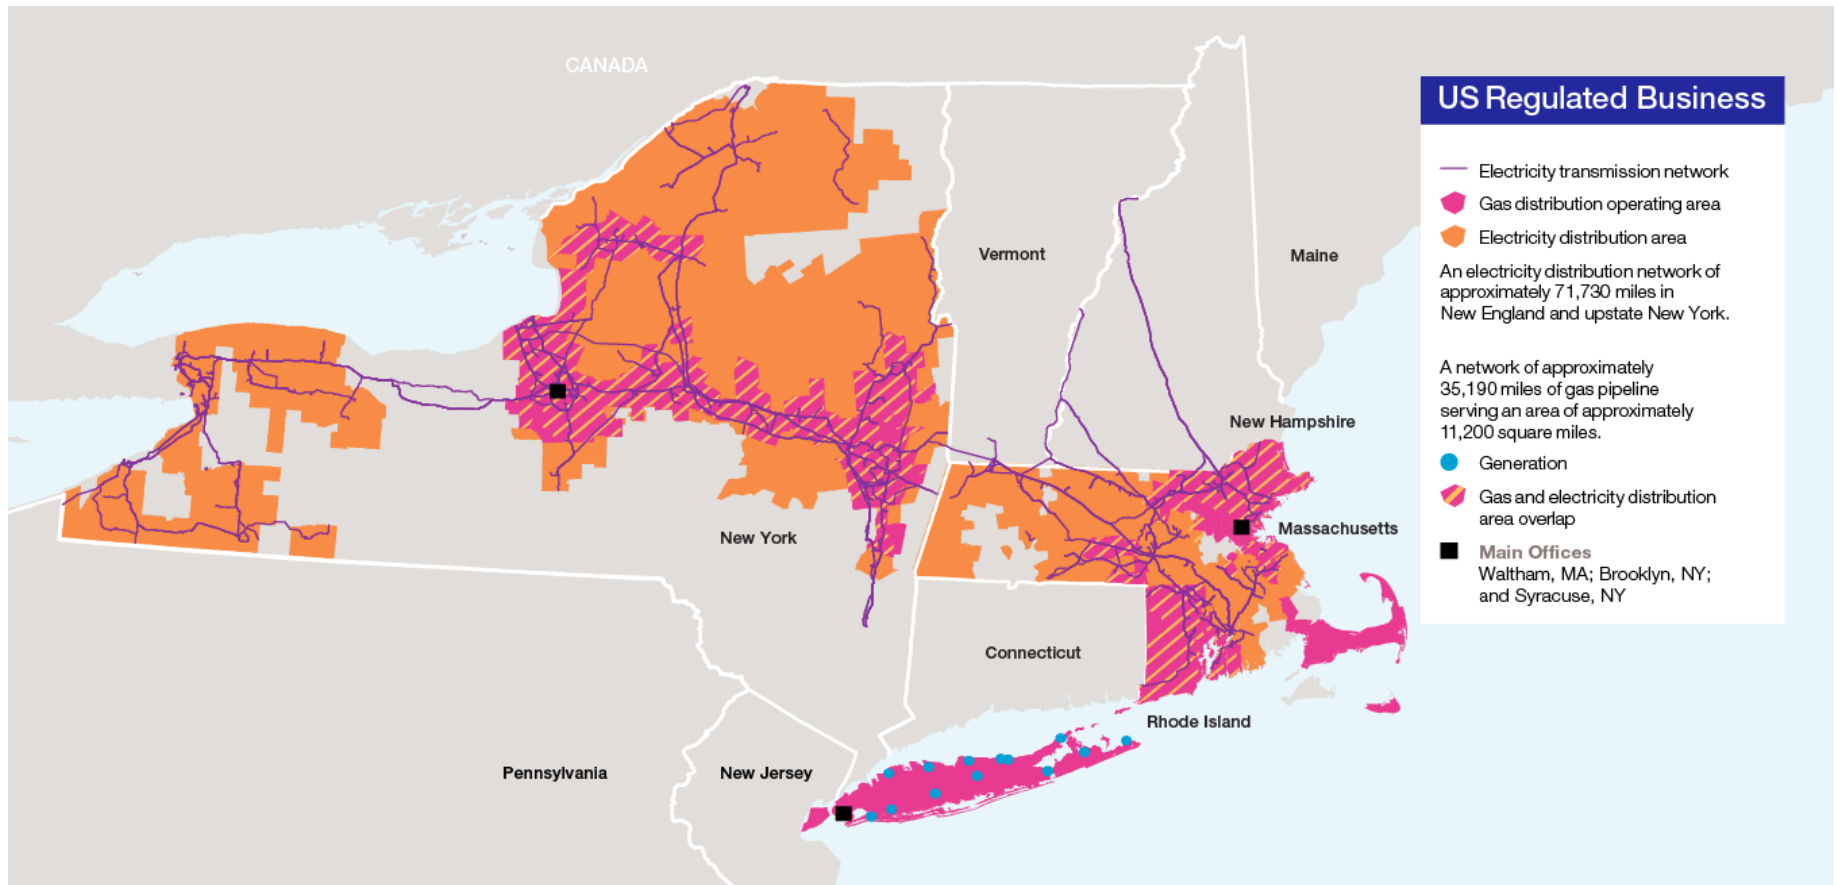 CANADA
Vermont
Maine
New Hampshire
Massachusetts
New York
Connecticut
Rhode Island
Pennsylvania
New Jersey
US Regulated Business
Electricity transmission network
Gas distribution operating area
Electricity distribution area
An electricity distribution network of
approximately 71,730 miles in
New England and upstate New York.
A network of approximately
35,190 miles of gas pipeline
serving an area of approximately
11,200 square miles.
Generation
Gas and electricity distribution
area overlap
Main Offices
Waltham, MA; Brooklyn, NY;
and Syracuse, NY